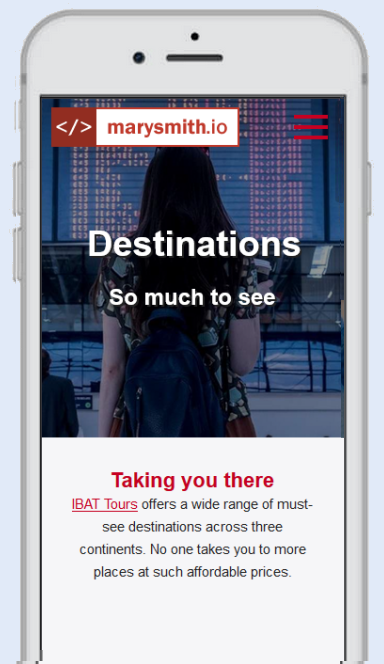 </> marysmith.io
Destinations
So much to see
Taking you there
IBAT Tours offers a wide range of must-
see destinations across three
continents. No one takes you to more
places at such affordable prices.